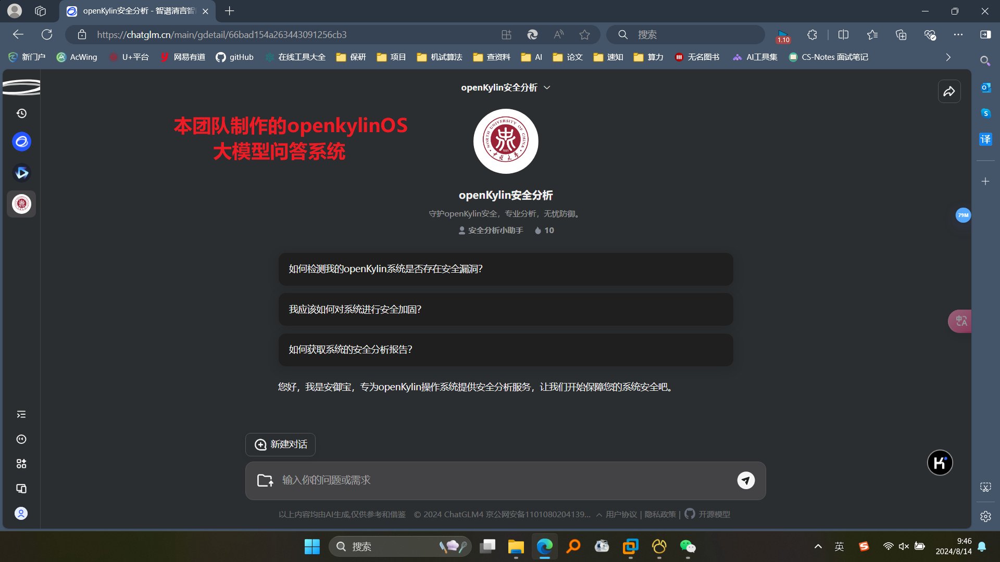 openKylin安全分析 - 智谱清言智
https://chatglm.cn/main/gdetail/66bad154a263443091256cb3
搜索
1.10
新门户
AcWing
U+平台
网易有道
gitHub
在线工具大全
保研
项目
机试算法
查资料
AI
论文
速知
算力
无名图书
AI工具集
CS-Notes 面试笔记
openKylin安全分析
本团队制作的openkylinOS
大模型问答系统
NORTH UNIVERSITY OF CHINA
1941
译
openKylin安全分析
守护openKylin安全，专业分析，无忧防御。
79M
安全分析小助手
10
如何检测我的openKylin系统是否存在安全漏洞?
我应该如何对系统进行安全加固?
如何获取系统的安全分析报告?
您好，我是安御宝，专为openKylin操作系统提供安全分析服务，让我们开始保障您的系统安全吧。
新建对话
输入你的问题或需求
以上内容均由AI生成,仅供参考和借鉴
© 2024 ChatGLM4 京公网安备1101080204139...
用户协议 | 隐私政策 |
开源模型
搜索
英
9:46
2024/8/14